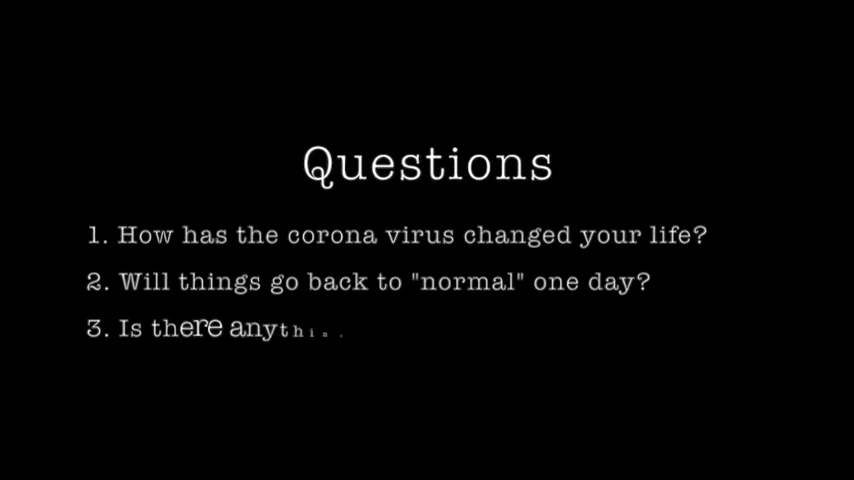 Questions
1. How has the corona virus changed your life?
2. Will things go back to "normal" one day?
3. Is there